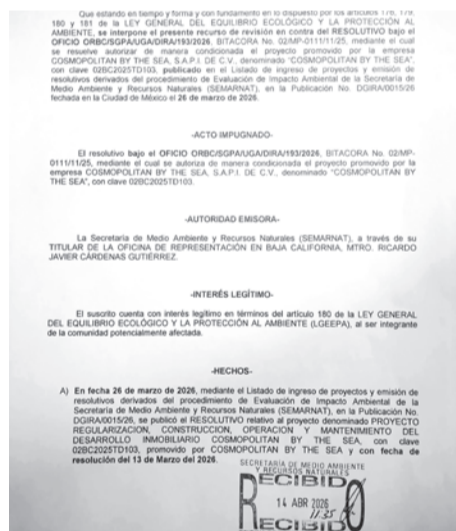 Que estando en tiempo y forma y con fundamento en lo dispuesto por los artículos 176, 179,
180 y 181 de la LEY GENERAL DEL EQUILIBRIO ECOLÓGICO Y LA PROTECCIÓN AL
AMBIENTE, se interpone el presente recurso de revisión en contra del RESOLUTIVO bajo el
OFICIO ORBC/SGPA/UGA/DIRA/193/2026, BITACORA No. 02/MP-0111/11/25, mediante el cual
se resuelve autorizar de manera condicionada el proyecto promovido por la empresa
COSMOPOLITAN BY THE SEA, S.A.P.I. DE C.V., denominado "COSMOPOLITAN BY THE SEA",
con clave 02BC2025TD103, publicado en el Listado de ingreso de proyectos y emisión de
resolutivos derivados del procedimiento de Evaluación de Impacto Ambiental de la Secretaría de
Medio Ambiente y Recursos Naturales (SEMARNAT), en la Publicación No. DGIRA/0015/26
fechada en la Ciudad de México el 26 de marzo de 2026.
-ACTO IMPUGNADO-
El resolutivo bajo el OFICIO ORBC/SGPA/UGA/DIRA/193/2026, BITACORA No. 02/MP-
0111/11/25, mediante el cual se autoriza de manera condicionada el proyecto promovido por la
empresa COSMOPOLITAN BY THE SEA, S.A.P.I. DE C.V., denominado "COSMOPOLITAN BY
THE SEA", con clave 02BC2025TD103.
-AUTORIDAD EMISORA-
La Secretaría de Medio Ambiente y Recursos Naturales (SEMARNAT), a través de su
TITULAR DE LA OFICINA DE REPRESENTACIÓN EN BAJA CALIFORNIA, MTRO. RICARDO
JAVIER CÁRDENAS GUTIÉRREZ.
-INTERÉS LEGÍTIMO-
El suscrito cuenta con interés legítimo en términos del artículo 180 de la LEY GENERAL
DEL EQUILIBRIO ECOLÓGICO Y LA PROTECCIÓN AL AMBIENTE (LGEEPA), al ser integrante
de la comunidad potencialmente afectada.
-HECHOS-
A) En fecha 26 de marzo de 2026, mediante el Listado de ingreso de proyectos y emisión de
resolutivos derivados del procedimiento de Evaluación de Impacto Ambiental de la
Secretaría de Medio Ambiente y Recursos Naturales (SEMARNAT), en la Publicación No.
DGIRA/0015/26, se publicó el RESOLUTIVO relativo al proyecto denominado PROYECTO
REGULARIZACIÓN, CONSTRUCCION, OPERACION Y MANTENIMIENTO DEL
DESARROLLO INMOBILIARIO COSMOPOLITAN BY THE SEA, con clave
02BC2025TD103, promovido por COSMOPOLITAN BY THE SEA y con fecha de
resolución del 13 de Marzo del 2026.
SECRETARÍA DE MEDIO AMBIENTE
Y RECURSOS NATURALES
RECIBIDO
14 ABR 2026
11:35
RECIBIDO